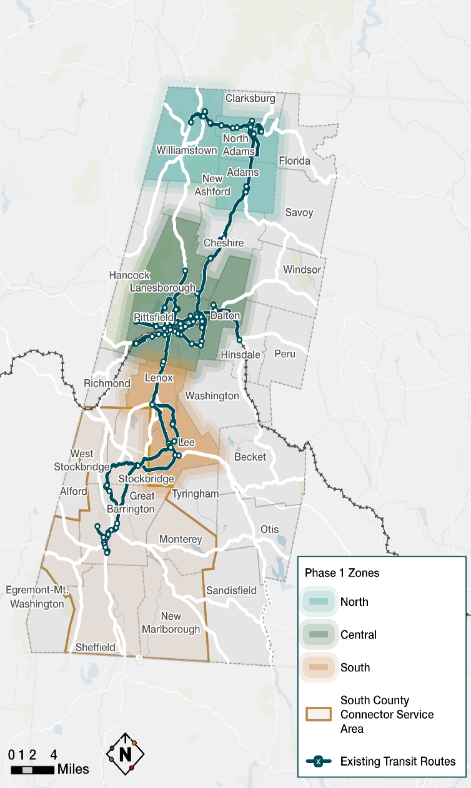 Clarksburg
North
Adams
Williamstown
Florida
Adams
New
Ashford
Savoy
Cheshire
Windsor
Hancock
Lanesborough
Pittsfield
Dalton
Hinsdale
Peru
Richmond
Lenox
Washington
Lee
West
Stockbridge
Becket
Stockbridge
Alford
Great
Barrington
Tyringham
Otis
Monterey
Egremont-Mt.
Washington
Sandisfield
New
Marlborough
Sheffield
Phase 1 Zones
North
Central
South
South County
Connector Service
Area
Existing Transit Routes
N
0 1 2 4
Miles